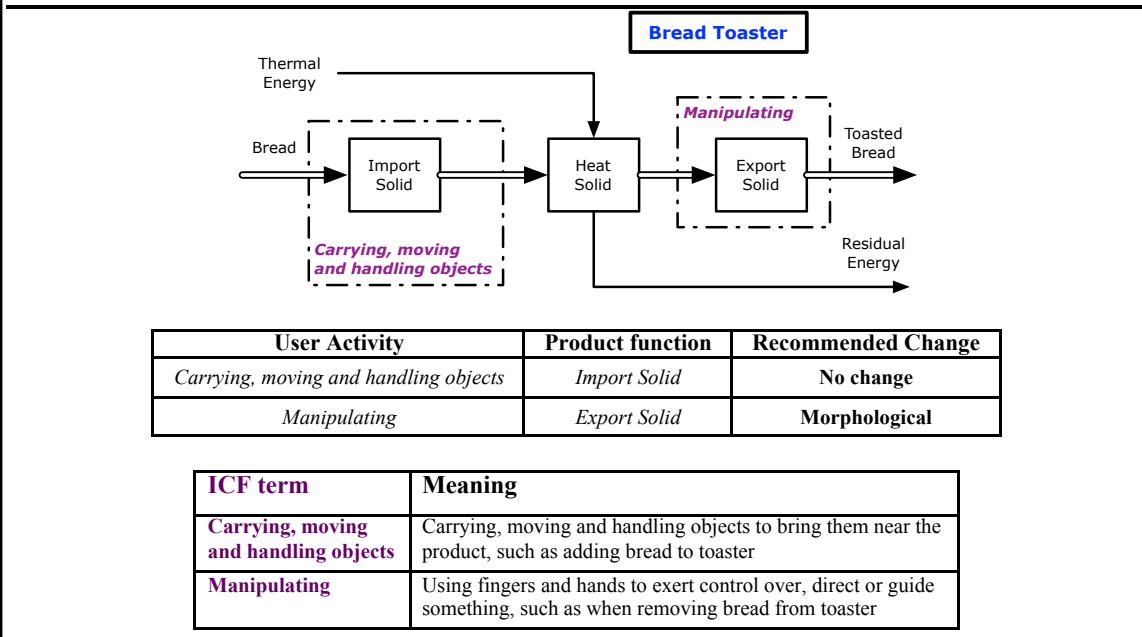 Bread Toaster
Thermal
Energy
Manipulating
Bread
Import
Solid
Heat
Solid
Export
Solid
Toasted
Bread
Carrying, moving
and handling objects
Residual
Energy
User Activity Product function Recommended Change
Carrying, moving and handling objects Import Solid No change
Manipulating Export Solid Morphological
ICF term Meaning
Carrying, moving
and handling objects
Carrying, moving and handling objects to bring them near the
product, such as adding bread to toaster
Manipulating
Using fingers and hands to exert control over, direct or guide
something, such as when removing bread from toaster